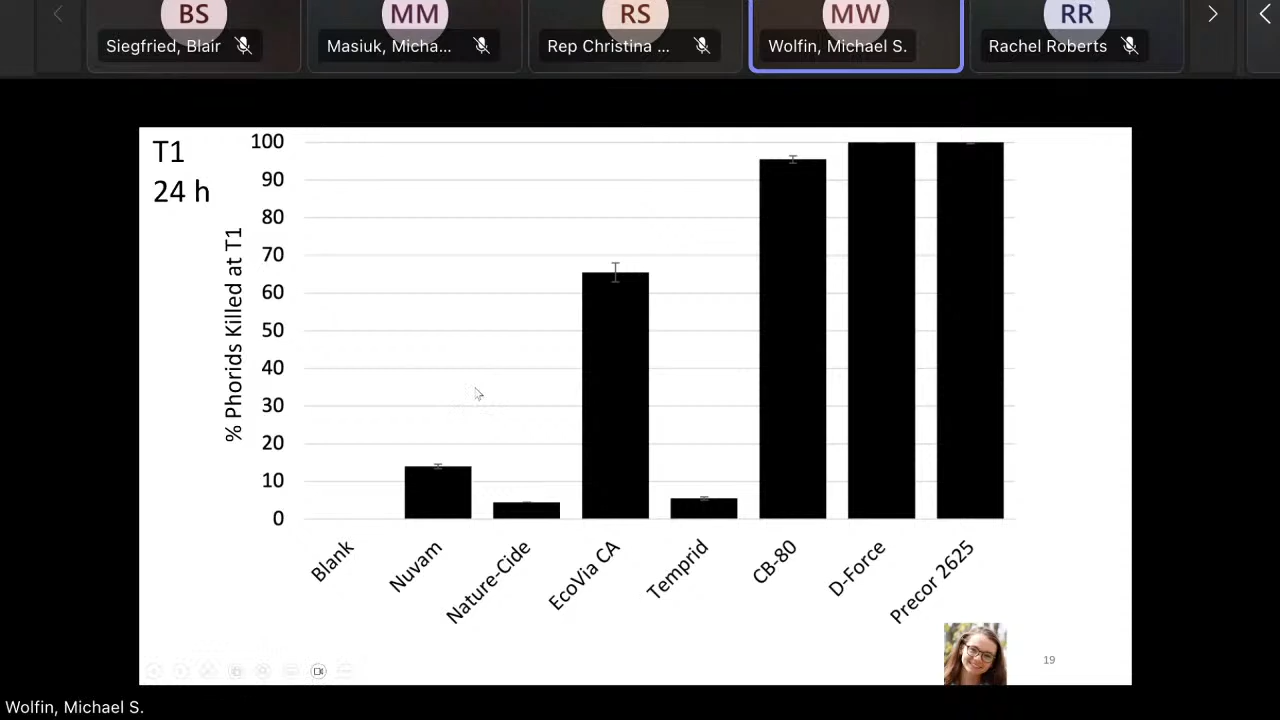 BS
MM
RS
MW
RR
Siegfried, Blair
Masiuk, Micha...
Rep Christina ...
Wolfin, Michael S.
Rachel Roberts
T1
24 h
% Phorids Killed at T1
100
90
80
70
60
50
40
30
20
10
0
Blank
Nuvam
Nature-Cide
EcoVia CA
Temprid
CB-80
D-Force
Precor 2625
19
Wolfin, Michael S.